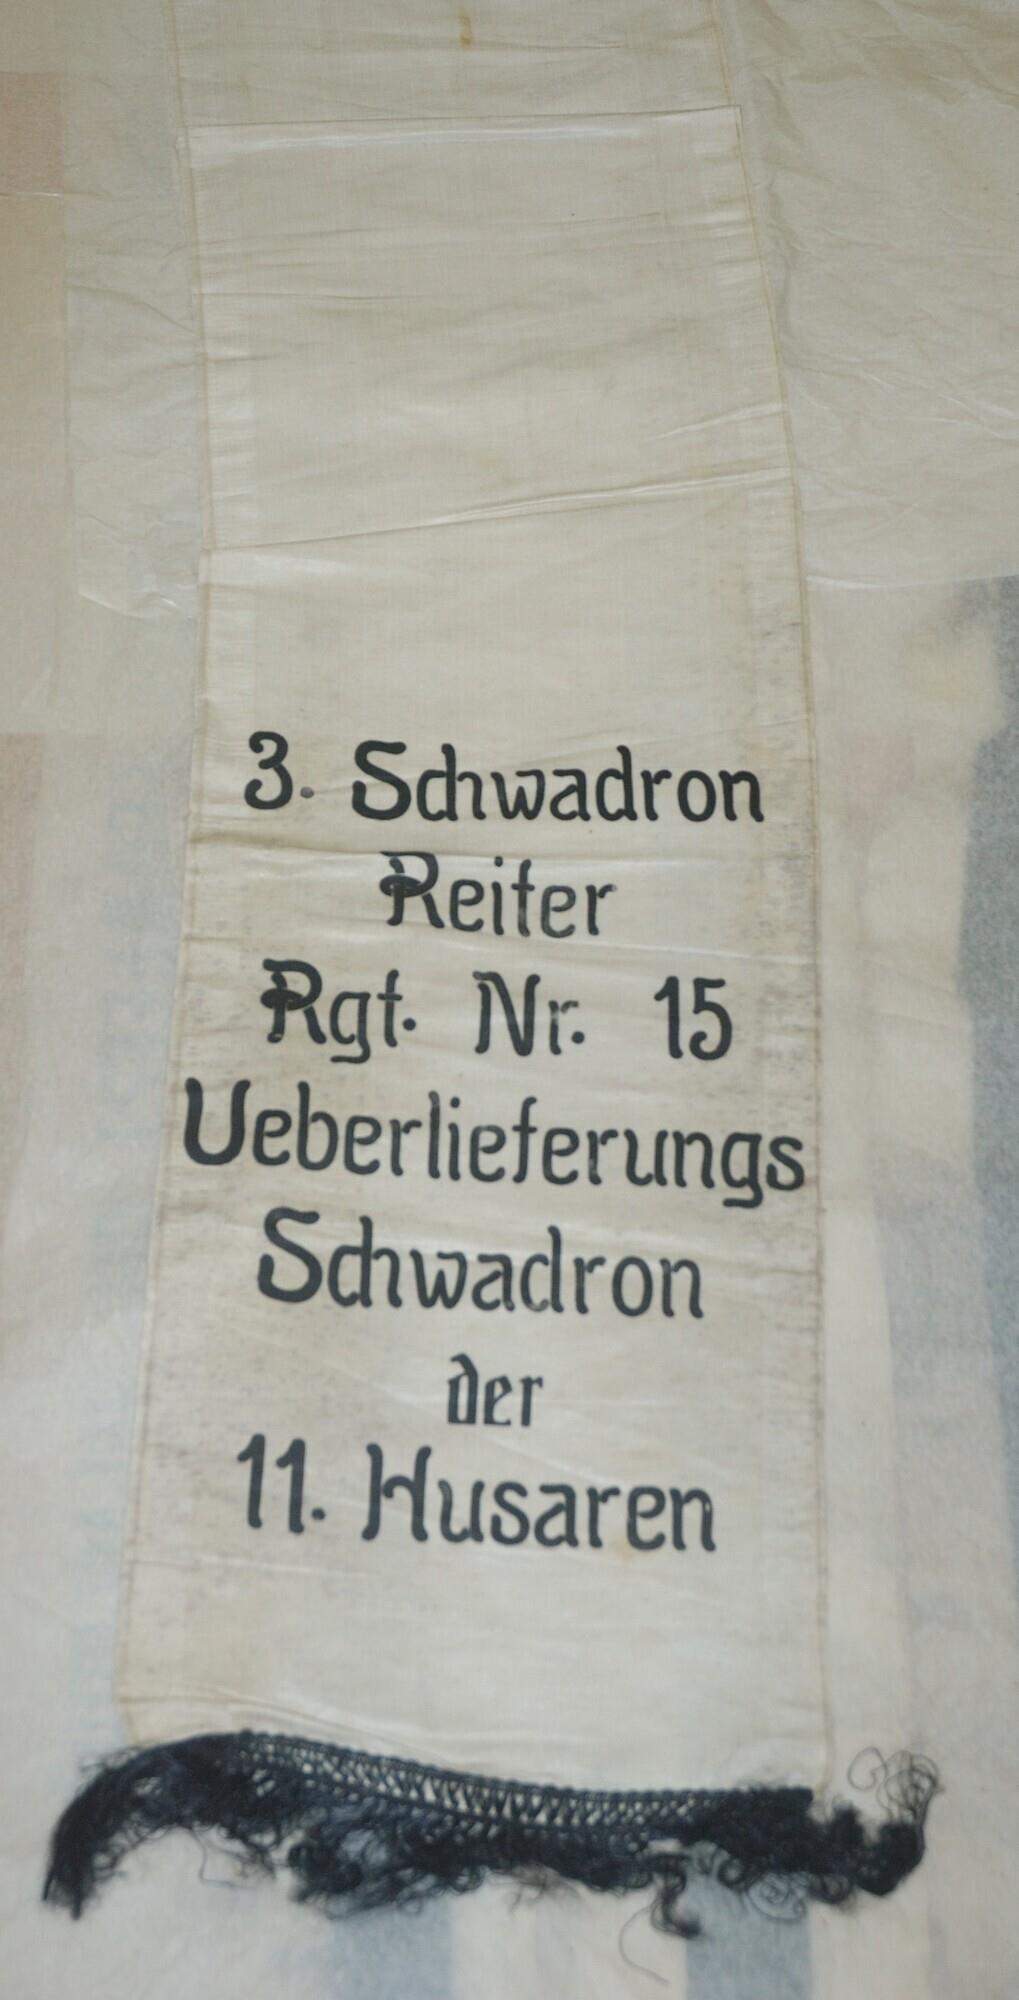 3. Schwadron
Reiter
Rgt. Nr. 15
Ueberlieferungs
Schwadron
der
11. Husaren